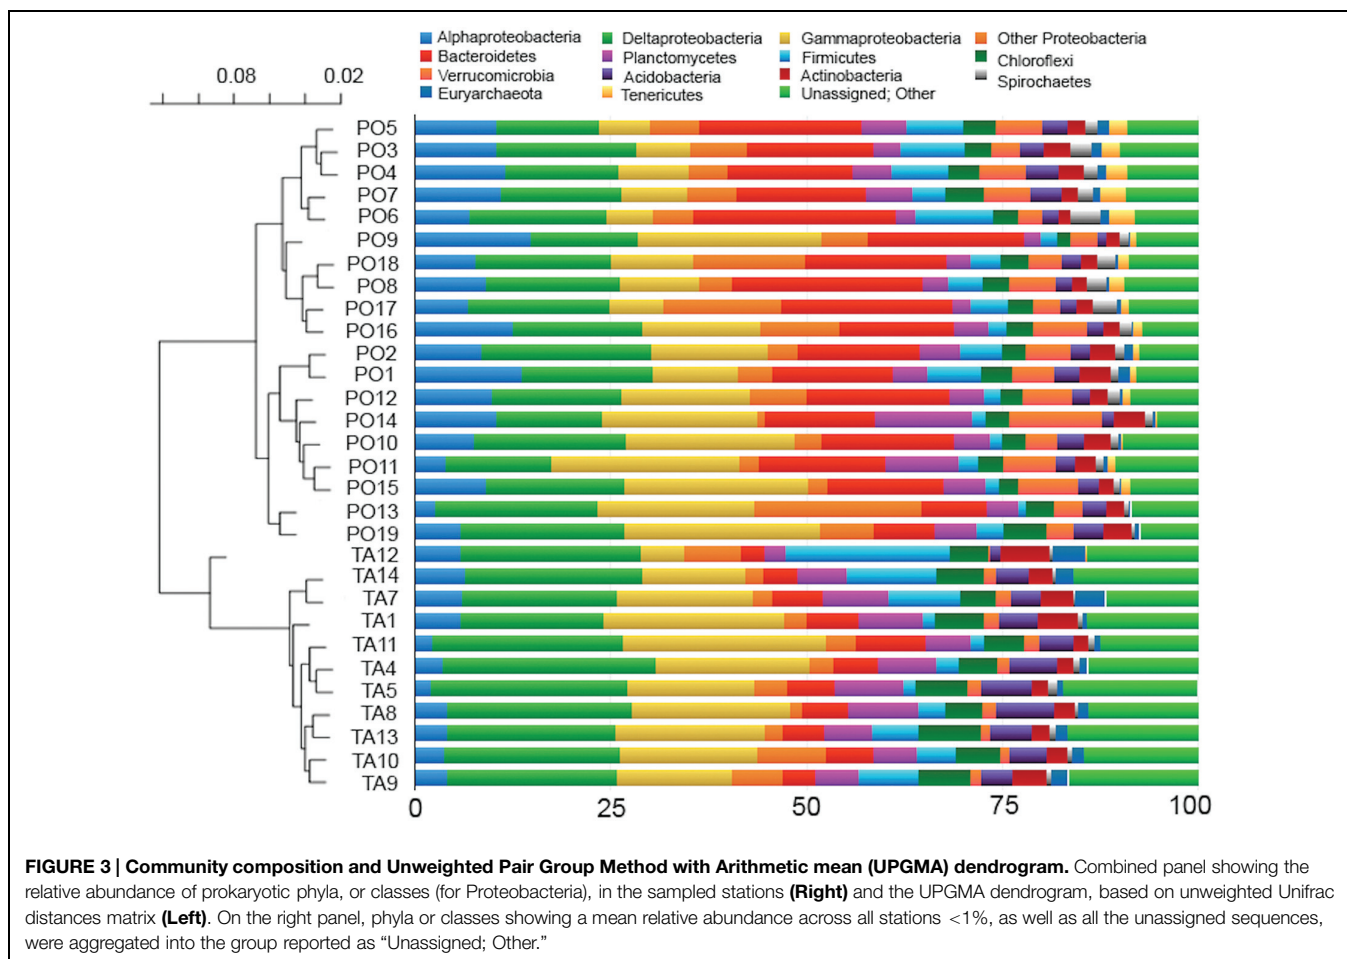 Alphaproteobacteria Deltaproteobacteria Gammaproteobacteria Other Proteobacteria
Bacteroidetes Planctomycetes Firmicutes Chloroflexi
Verrucomicrobia Acidobacteria Actinobacteria Spirochaetes
Euryarchaeota Tenericutes Unassigned; Other
0.08 0.02
PO5
PO3
PO4
PO7
PO6
PO9
PO18
PO8
PO17
PO16
PO2
PO1
PO12
PO14
PO10
PO11
PO15
PO13
PO19
TA12
TA14
TA7
TA1
TA11
TA4
TA5
TA8
TA13
TA10
TA9
0 25 50 75 100
FIGURE 3 | Community composition and Unweighted Pair Group Method with Arithmetic mean (UPGMA) dendrogram. Combined panel showing the
relative abundance of prokaryotic phyla, or classes (for Proteobacteria), in the sampled stations (Right) and the UPGMA dendrogram, based on unweighted Unifrac
distances matrix (Left). On the right panel, phyla or classes showing a mean relative abundance across all stations <1%, as well as all the unassigned sequences,
were aggregated into the group reported as “Unassigned; Other.”